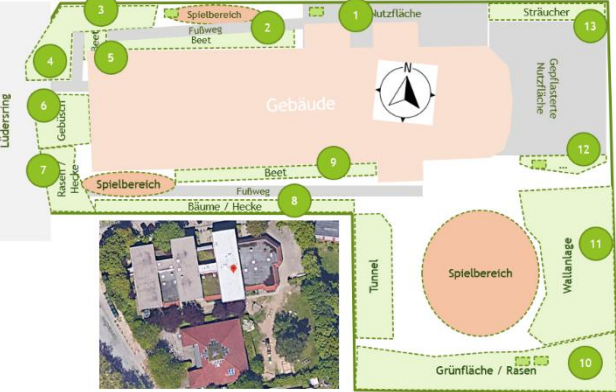 3
Spielbereich
1
Nutzfläche
Sträucher
2
Fußweg
Beet
13
Beet
4
5
Lüdersring
N
Gebäude
Gepflasterte
Nutzfläche
6
Gebüsch
12
...
7
Rasen /
Hecke
9
Beet
Spielbereich
Fußweg
8
Bäume / Hecke
11
Wallanlage
Tunnel
Spielbereich
10
Grünfläche / Rasen